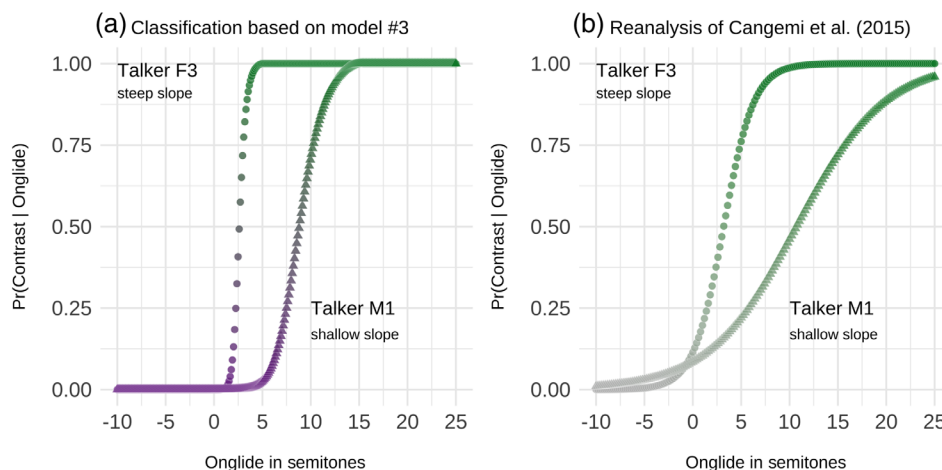 (a) Classification based on model #3
Pr(Contrast | Onglide)
1.00
0.75
0.50
0.25
0.00
Talker F3
steep slope
Talker M1
shallow slope
-10 -5 0 5 10 15 20 25
Onglide in semitones
(b) Reanalysis of Cangemi et al. (2015)
Pr(Contrast | Onglide)
1.00
0.75
0.50
0.25
0.00
Talker F3
steep slope
Talker M1
shallow slope
-10 -5 0 5 10 15 20 25
Onglide in semitones